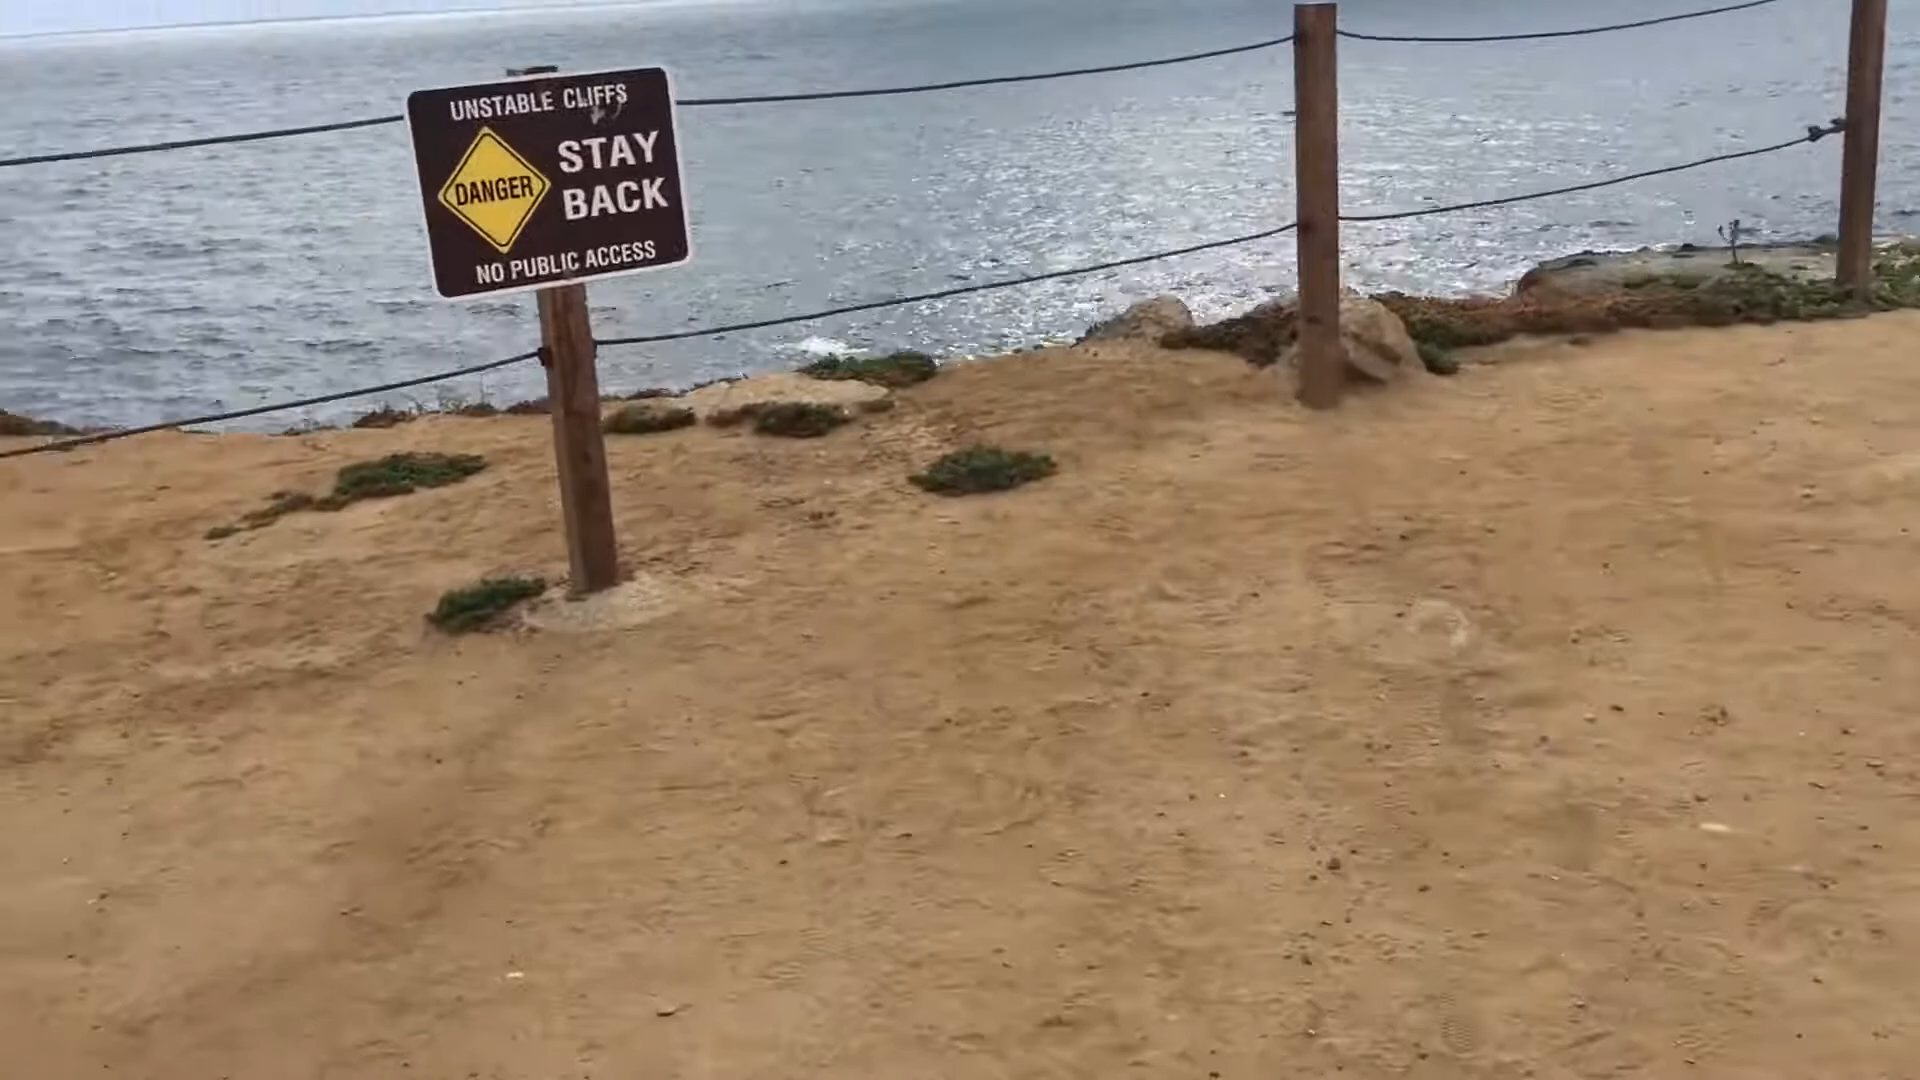 UNSTABLE CLIFFS
DANGER
STAY
BACK
NO PUBLIC ACCESS